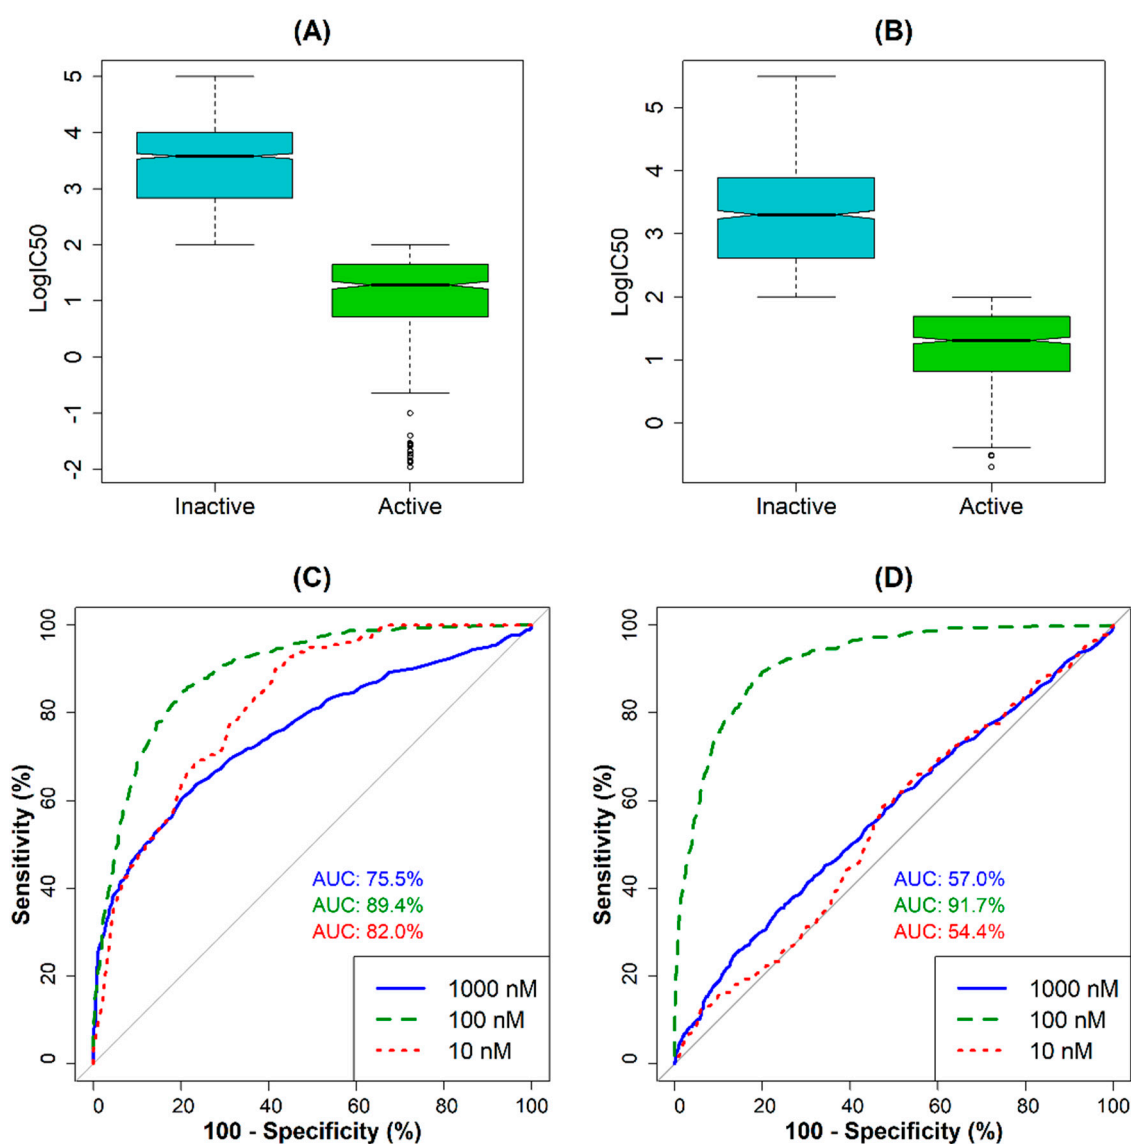 (A)
(B)
LogIC50
5
4
3
2
1
0
-1
-2
Inactive
Active
LogIC50
5
4
3
2
1
0
Inactive
Active
(C)
(D)
Sensitivity (%)
100
80
60
40
20
0
AUC: 75.5%
AUC: 89.4%
AUC: 82.0%
1000 nM
100 nM
10 nM
0 20 40 60 80 100
100 - Specificity (%)
Sensitivity (%)
100
80
60
40
20
0
AUC: 57.0%
AUC: 91.7%
AUC: 54.4%
1000 nM
100 nM
10 nM
0 20 40 60 80 100
100 - Specificity (%)